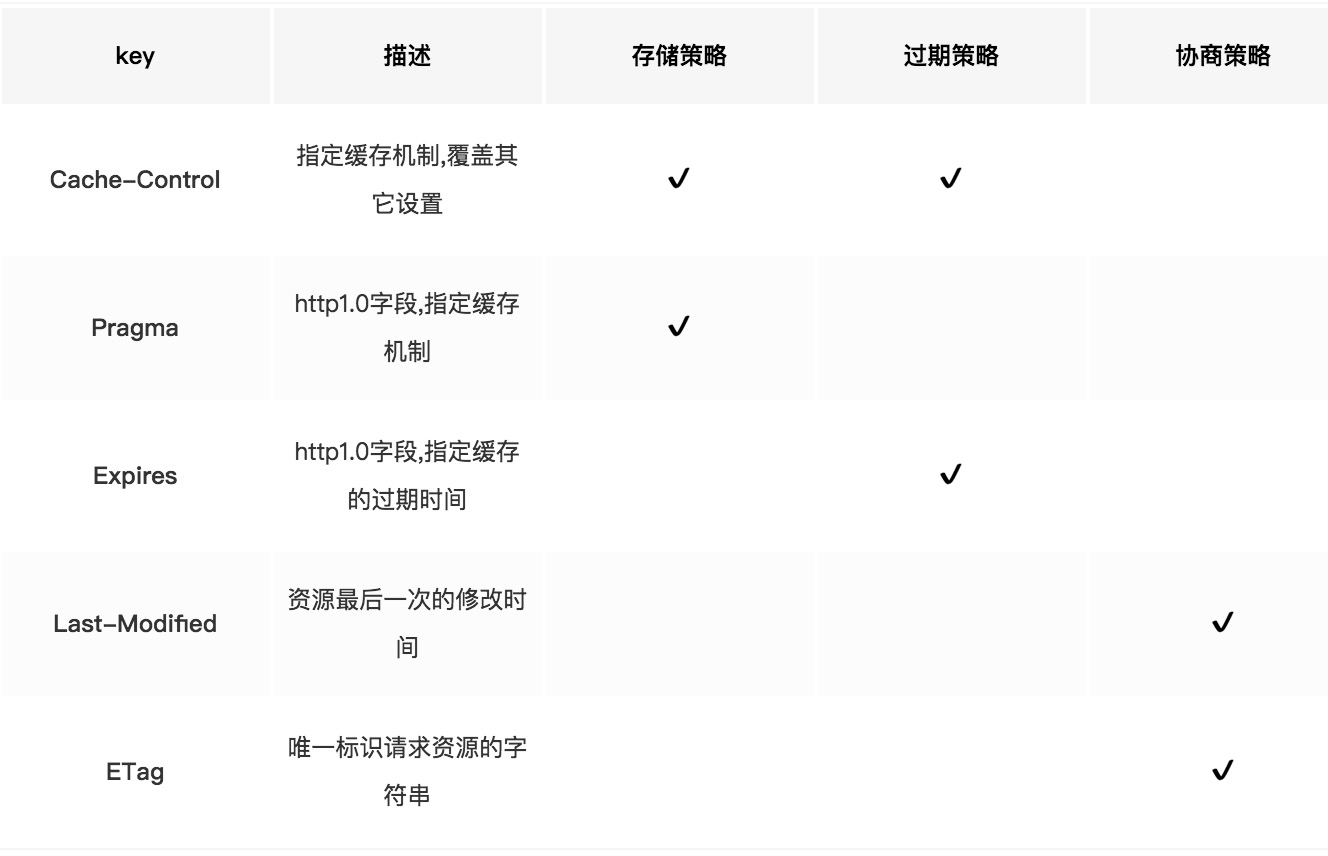 key 描述 存储策略 过期策略 协商策略
指定缓存机制,覆盖其
Cache-Control ✔ ✔
它设置
http1.0字段,指定缓存
Pragma ✔
机制
http1.0字段,指定缓存
Expires ✔
的过期时间
资源最后一次的修改时
Last-Modified ✔
间
唯一标识请求资源的字
ETag ✔
符串